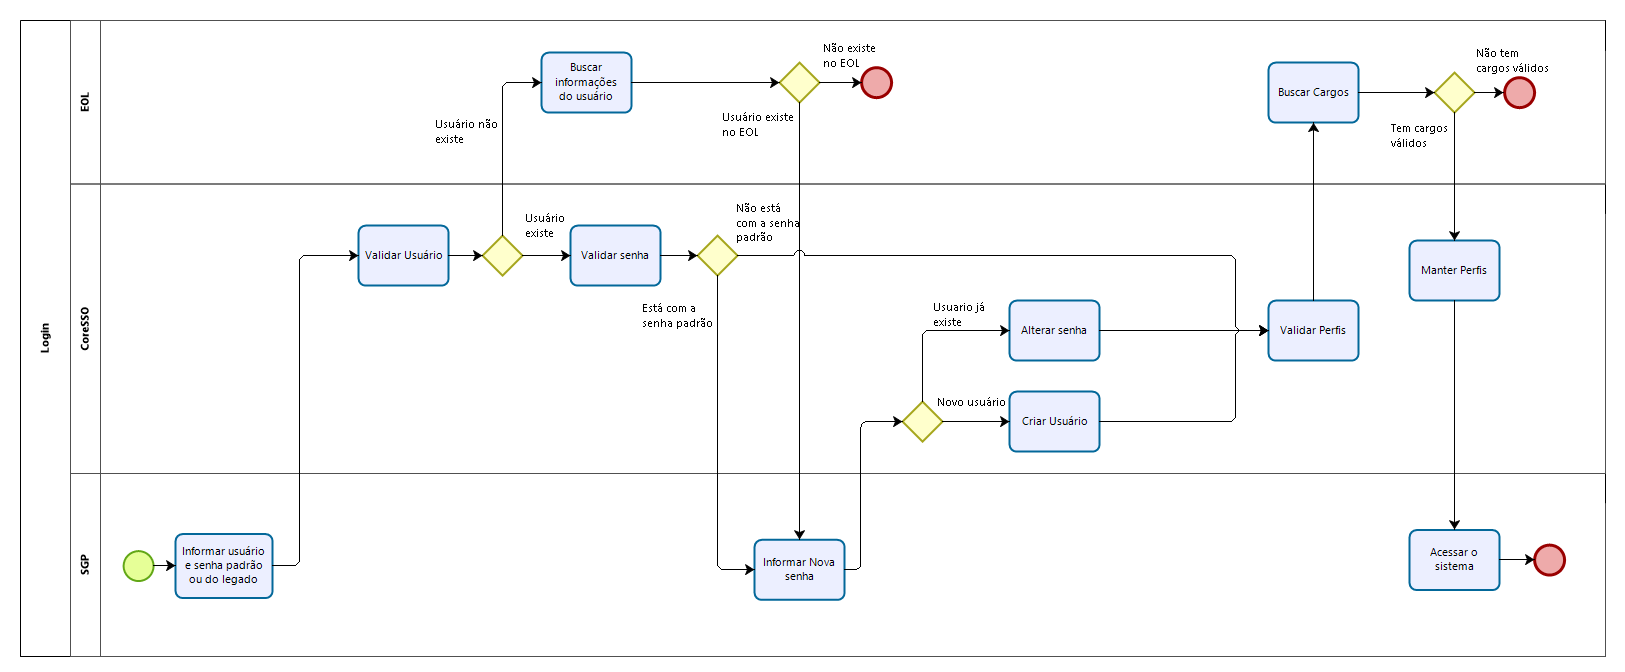 Login
EOL
Buscar
informações
do usuário
Não existe
no EOL
Usuário existe
no EOL
Usuário não
existe
Buscar Cargos
Não tem
cargos válidos
Tem cargos
válidos
CoreSSO
Validar Usuário
Usuário
existe
Validar senha
Não está
com a senha
padrão
Está com a
senha padrão
Usuario já
existe
Alterar senha
Novo usuário
Criar Usuário
Validar Perfis
Manter Perfis
SGP
Informar usuário
e senha padrão
ou do legado
Informar Nova
senha
Acessar o
sistema